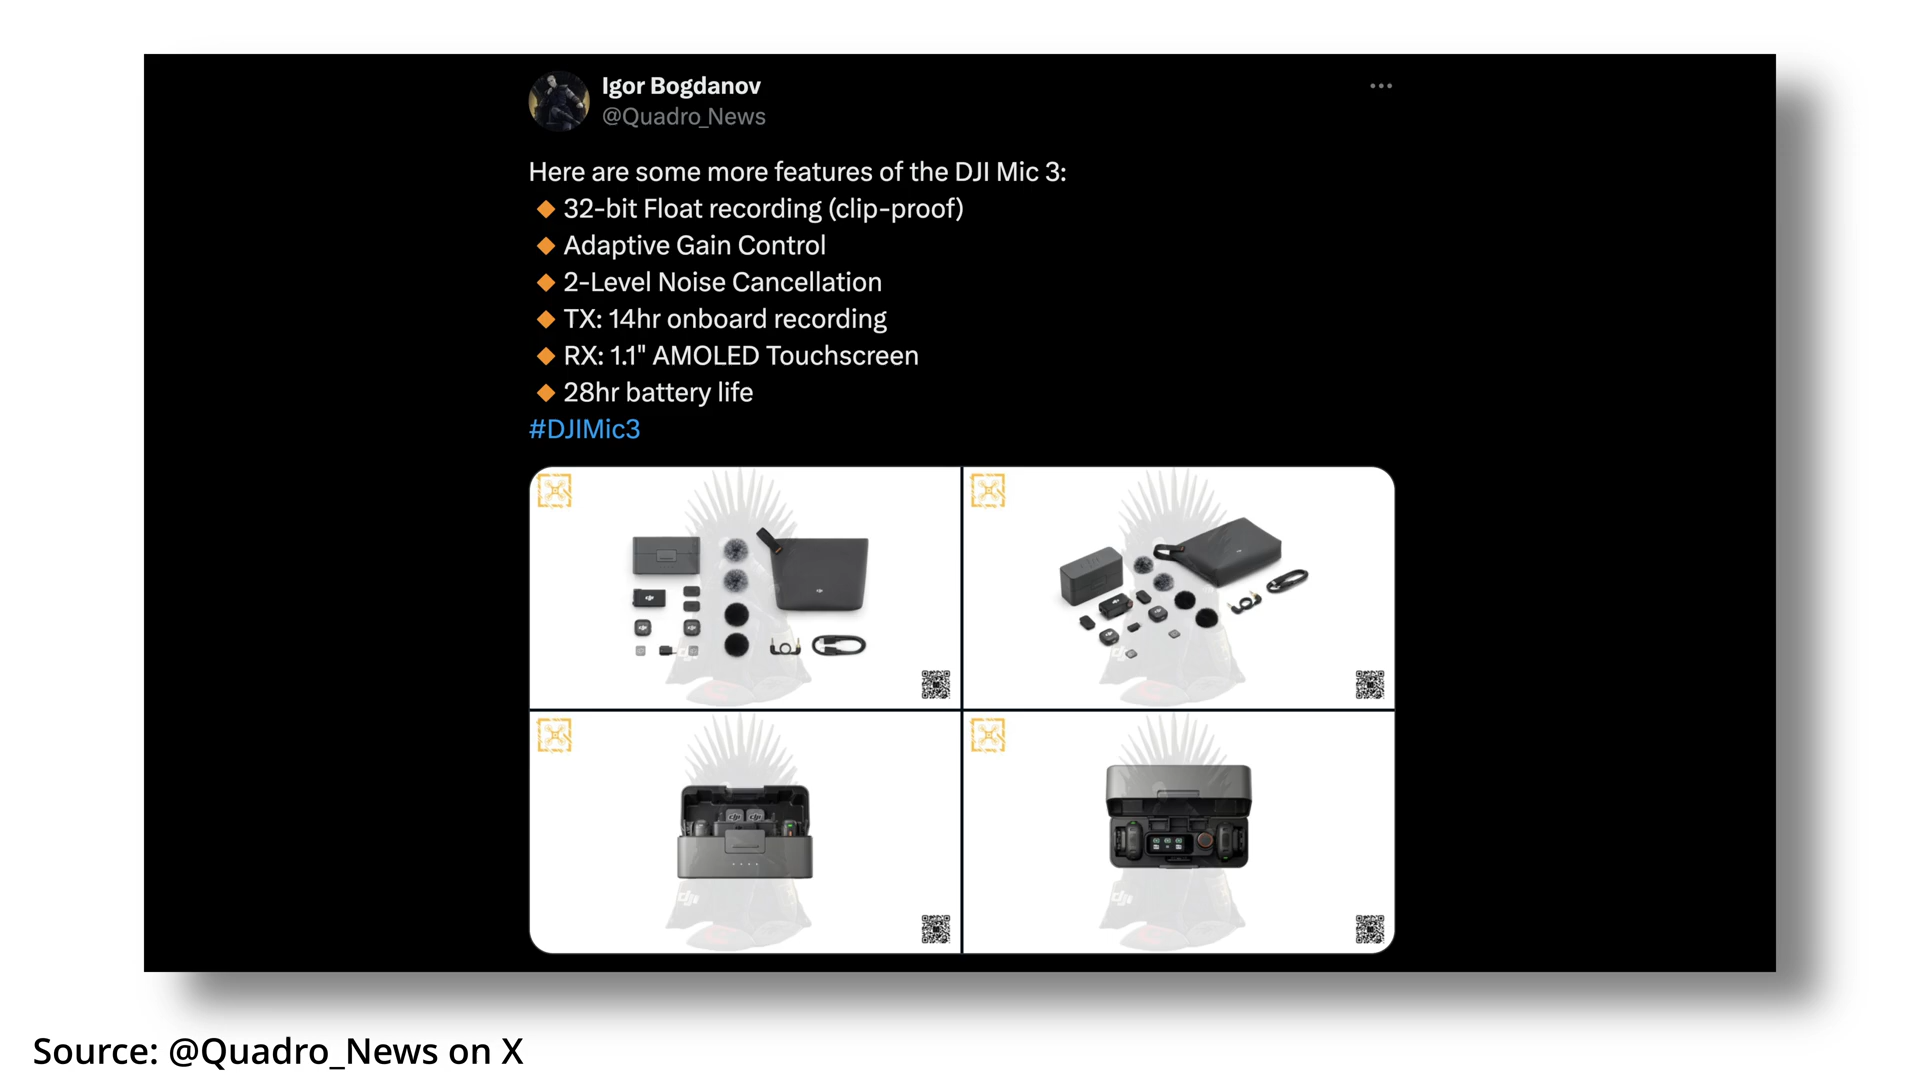 Igor Bogdanov
@Quadro_News
Here are some more features of the DJI Mic 3:
🔸 32-bit Float recording (clip-proof)
🔸 Adaptive Gain Control
🔸 2-Level Noise Cancellation
🔸 TX: 14hr onboard recording
🔸 RX: 1.1" AMOLED Touchscreen
🔸 28hr battery life
#DJIMic3
Source: @Quadro_News on X